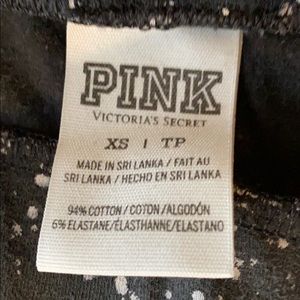 PINK
VICTORIA'S SECRET
XS | TP
MADE IN SRI LANKA / FAIT AU
SRI LANKA / HECHO EN SRI LANKA
94% COTTON / COTON / ALGODÓN
6% ELASTANE/ÉLASTHANNE/ELASTANO